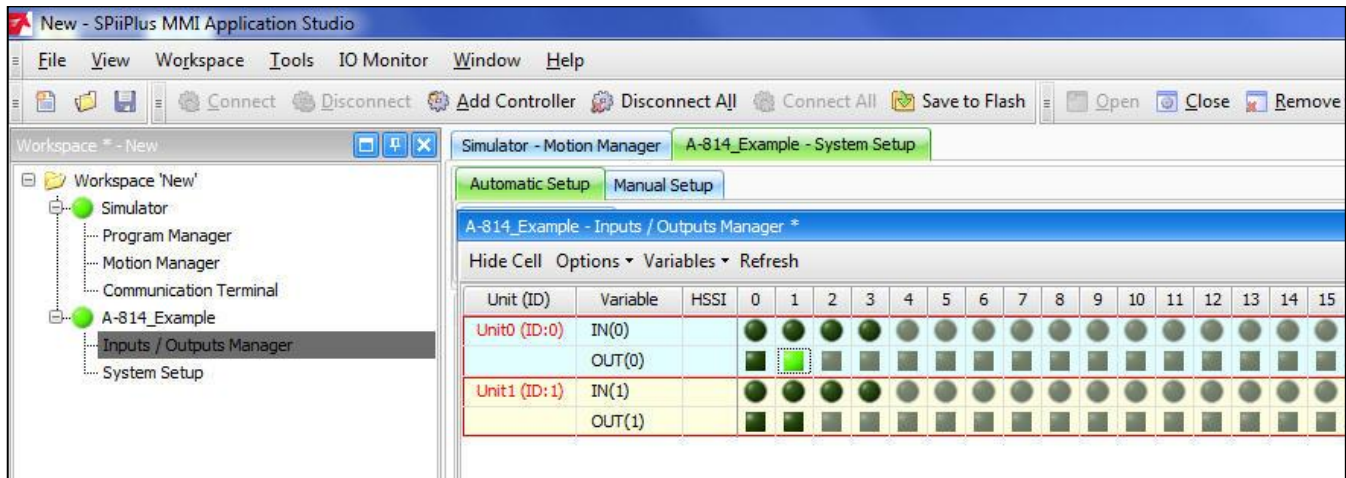 New - SPiiPlus MMI Application Studio
File View Workspace Tools IO Monitor Window Help
Connect Disconnect Add Controller Disconnect All Connect All Save to Flash Open Close Remove
Workspace * - New
Simulator - Motion Manager A-814_Example - System Setup
Workspace 'New'
Automatic Setup Manual Setup
Simulator
Program Manager
A-814_Example - Inputs / Outputs Manager *
Motion Manager
Hide Cell Options Variables Refresh
Communication Terminal
Unit (ID) Variable HSSI 0 1 2 3 4 5 6 7 8 9 10 11 12 13 14 15
A-814_Example
Unit0 (ID:0) IN(0)
Inputs / Outputs Manager
OUT(0)
System Setup
Unit1 (ID:1) IN(1)
OUT(1)